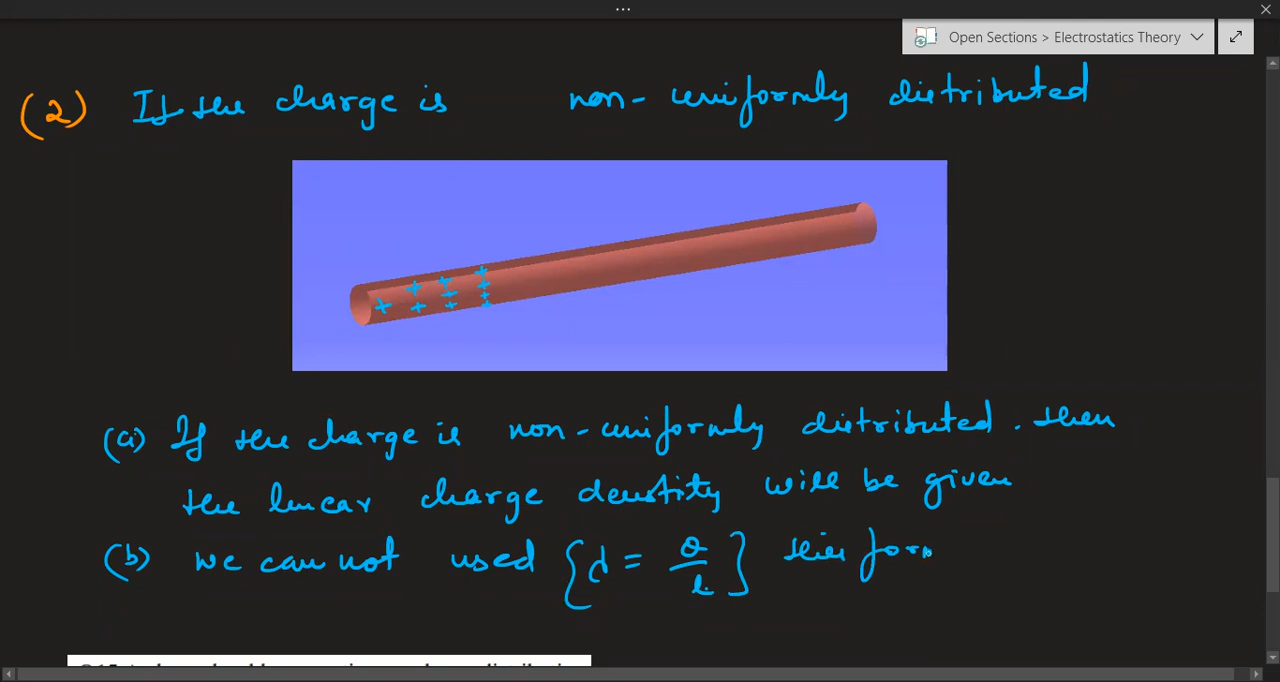 Open Sections > Electrostatics Theory
(2) If the charge is non-uniformly distributed
(a) If the charge is non-uniformly distributed. then
the linear charge denstity will be given
(b) we can not used {λ = Q/L} this form